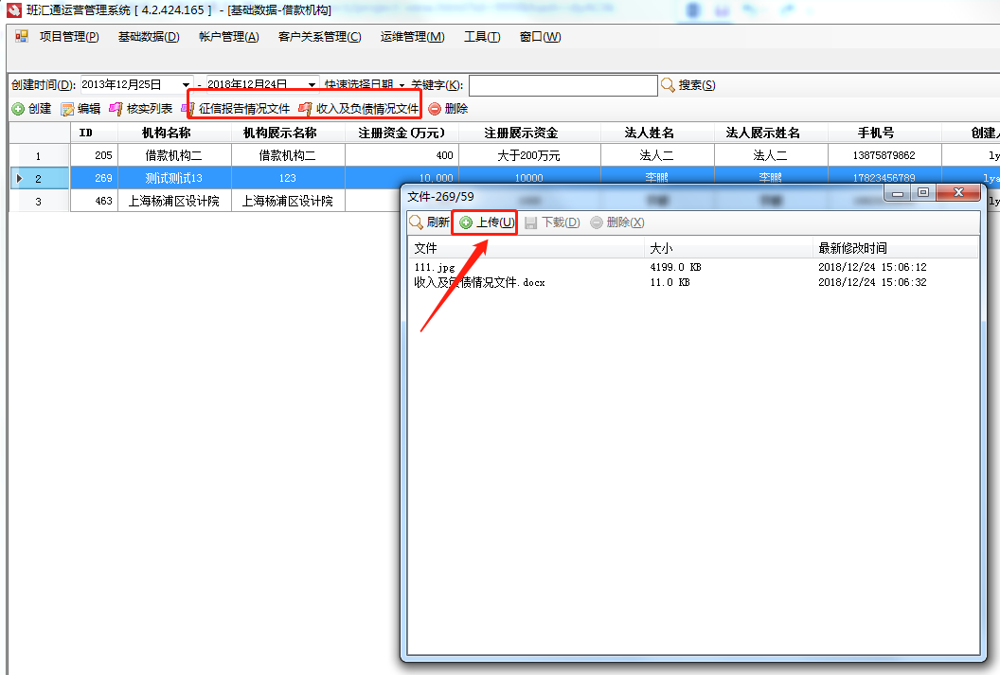 班汇通运营管理系统 [ 4.2.424.165 ] - [基础数据-借款机构]
项目管理(P) 基础数据(D) 帐户管理(A) 客户关系管理(C) 运维管理(M) 工具(T) 窗口(W)
创建时间(D): 2013年12月25日 - 2018年12月24日 快速选择日期 关键字(K): 搜索(S)
创建 编辑 核实列表 征信报告情况文件 收入及负债情况文件 删除
ID 机构名称 机构展示名称 注册资金(万元) 注册展示资金 法人姓名 法人展示姓名 手机号 创建人
1 205 借款机构二 借款机构二 400 大于200万元 法人二 法人二 13875879862 ly
2 269 测试测试13 123 10,000 10000 李鹏 李鹏 17823456789 lya
3 463 上海杨浦区设计院 上海杨浦区设计院 ly
文件-269/59
刷新 上传(U) 下载(D) 删除(X)
文件 大小 最新修改时间
111.jpg 4199.0 KB 2018/12/24 15:06:12
收入及负债情况文件.docx 11.0 KB 2018/12/24 15:06:32